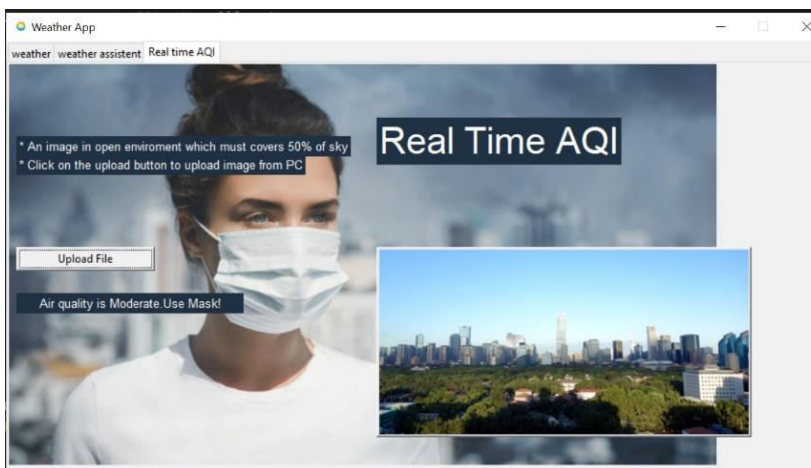 Weather App
weather weather assistent Real time AQI
* An image in open enviroment which must covers 50% of sky
* Click on the upload button to upload image from PC
Real Time AQI
Upload File
Air quality is Moderate.Use Mask!